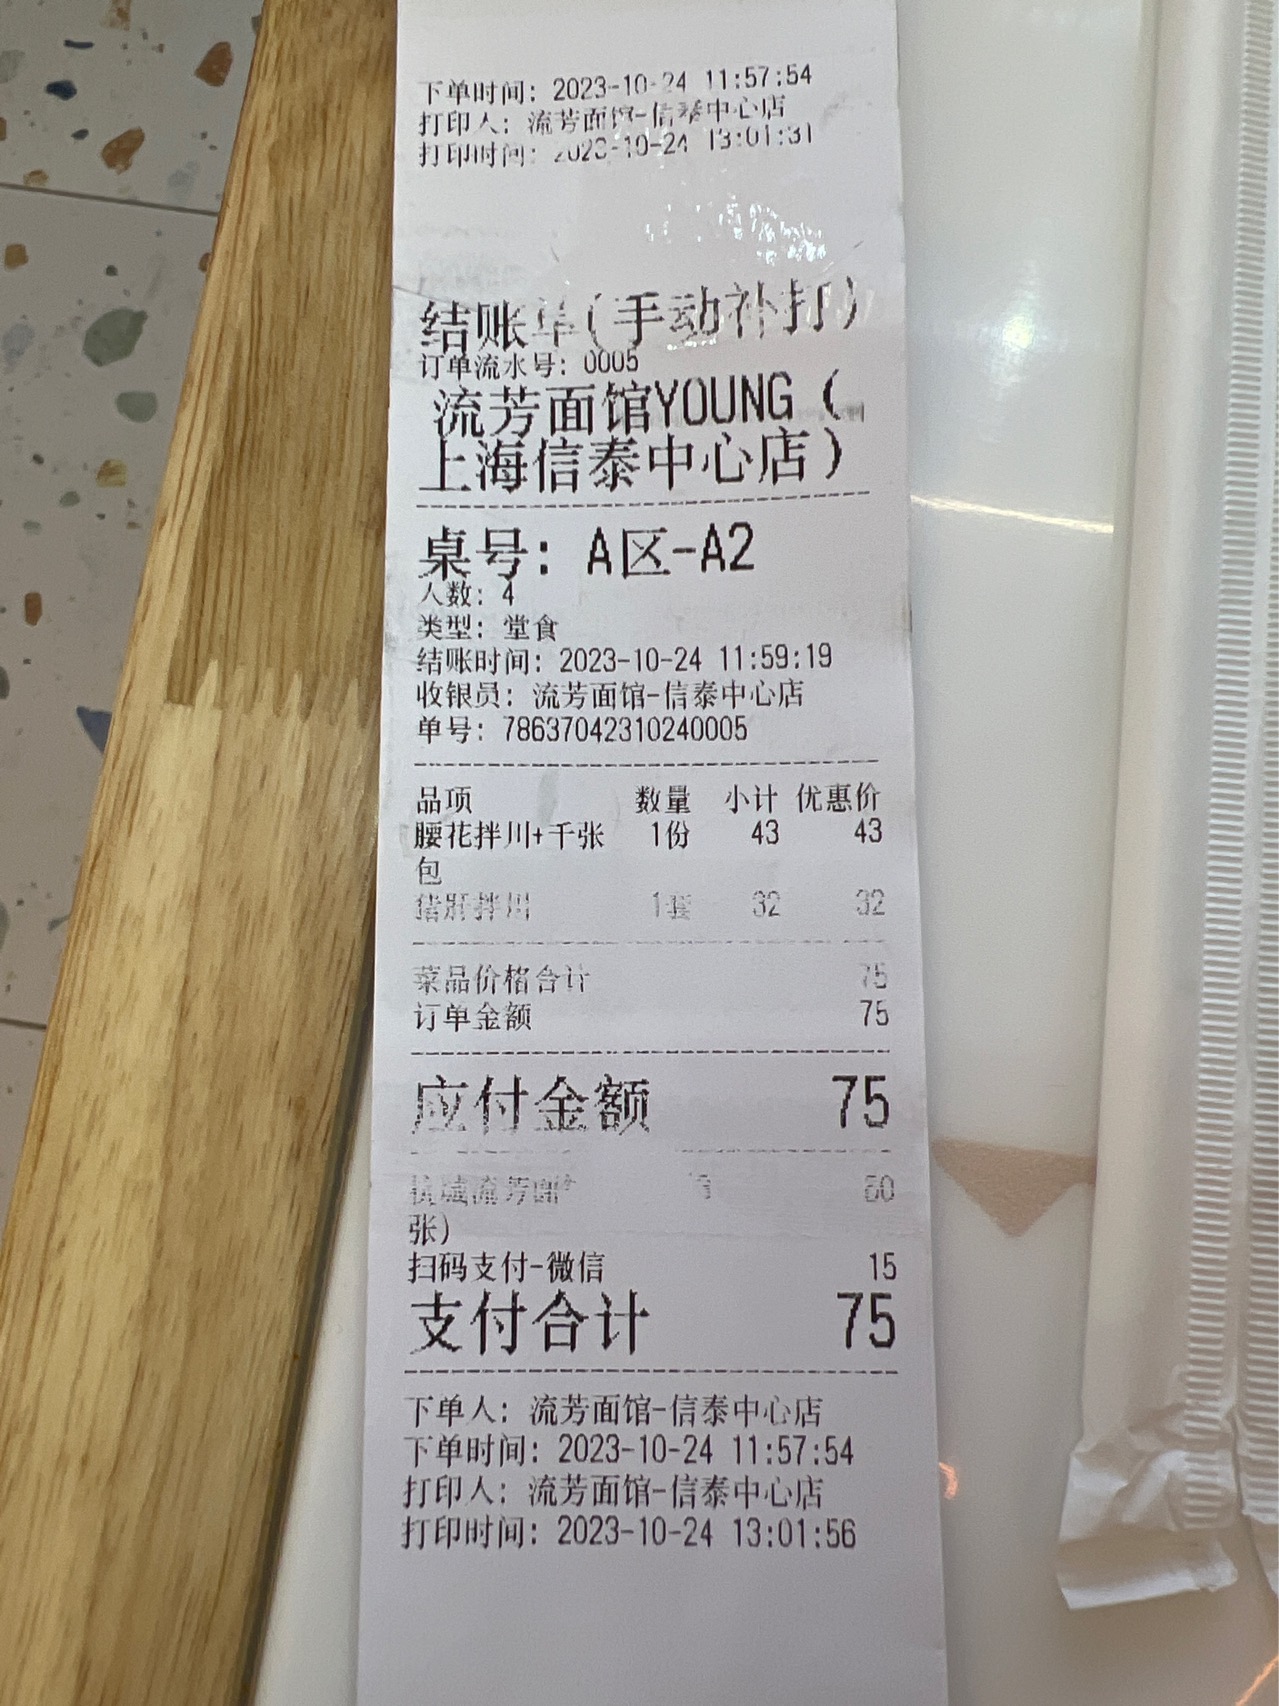 下单时间: 2023-10-24 11:57:54
打印人: 流芳面馆-信泰中心店
打印时间: 2023-10-24 13:01:31
结账单(手动补打)
订单流水号: 0005
流芳面馆YOUNG (
上海信泰中心店)
桌号: A区-A2
人数: 4
类型: 堂食
结账时间: 2023-10-24 11:59:19
收银员: 流芳面馆-信泰中心店
单号: 78637042310240005
品项 数量 小计 优惠价
腰花拌川+千张 1份 43 43
包
猪肝拌川 1套 32 32
菜品价格合计 75
订单金额 75
应付金额 75
流芳面 60
张)
扫码支付-微信 15
支付合计 75
下单人: 流芳面馆-信泰中心店
下单时间: 2023-10-24 11:57:54
打印人: 流芳面馆-信泰中心店
打印时间: 2023-10-24 13:01:56